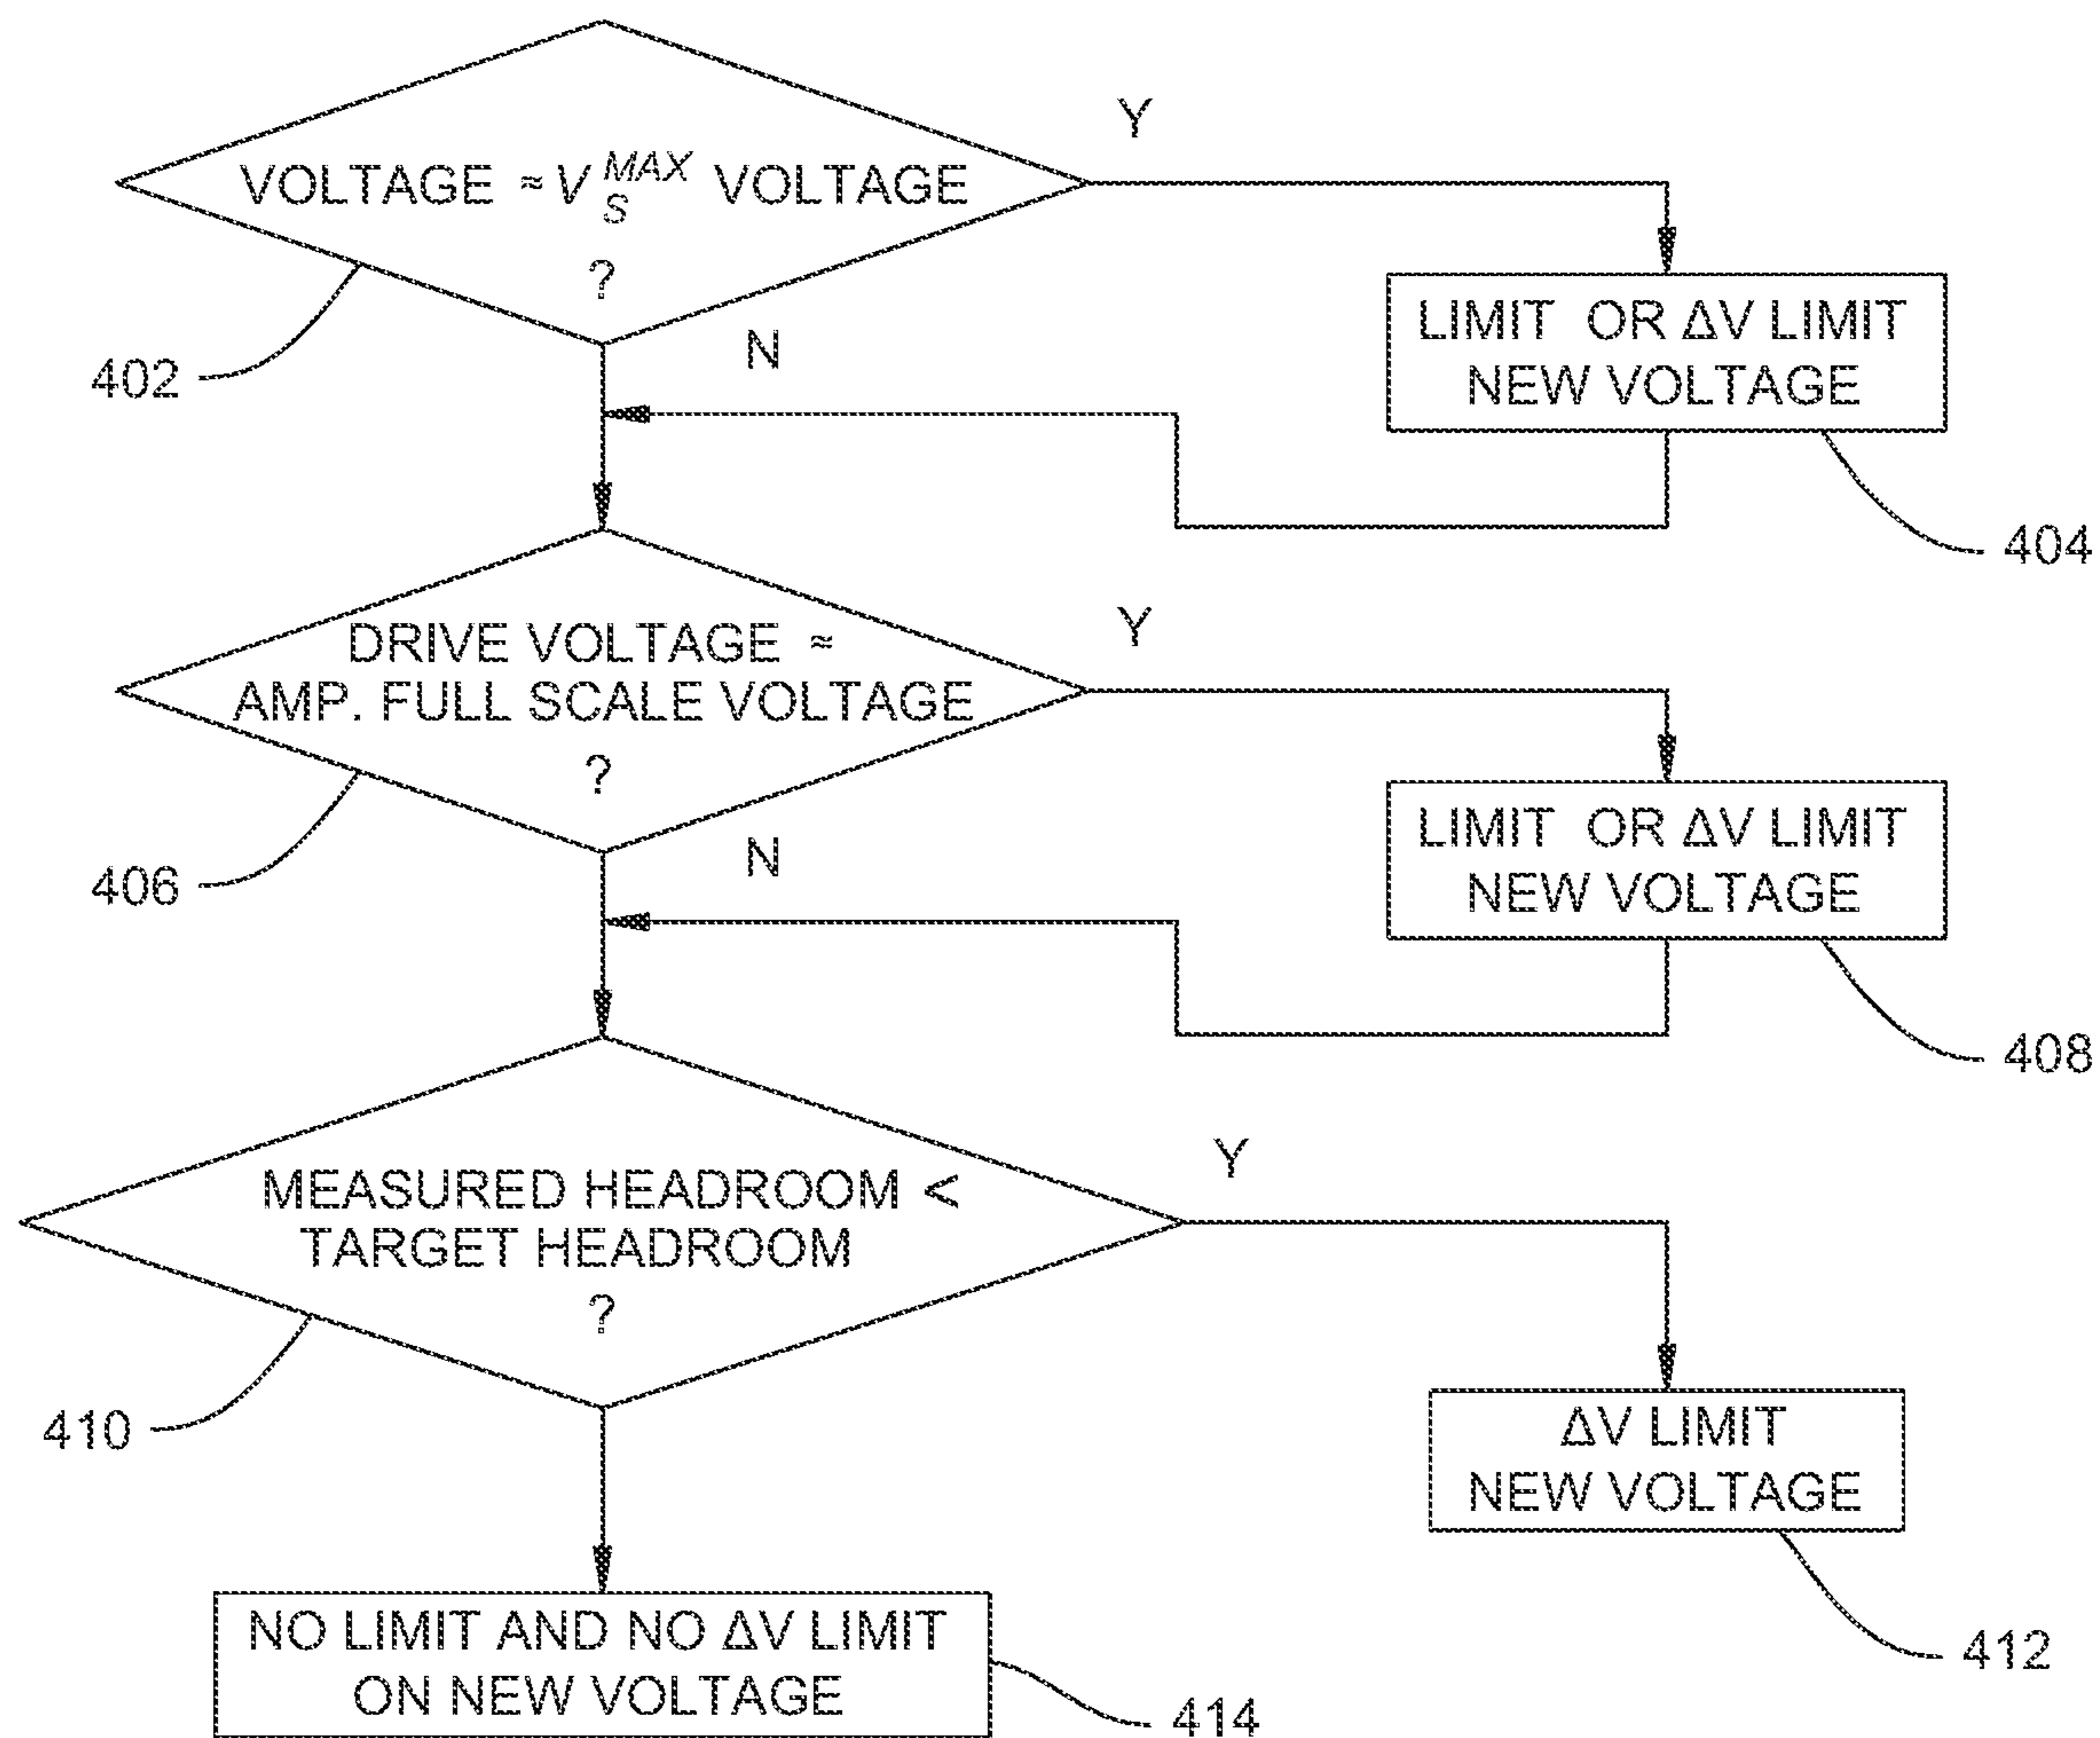 Y
VOLTAGE ≈ V S MAX VOLTAGE
?
402
N
LIMIT OR ΔV LIMIT
NEW VOLTAGE
404
Y
DRIVE VOLTAGE ≈
AMP. FULL SCALE VOLTAGE
?
406
N
LIMIT OR ΔV LIMIT
NEW VOLTAGE
408
Y
MEASURED HEADROOM <
TARGET HEADROOM
?
410
ΔV LIMIT
NEW VOLTAGE
412
NO LIMIT AND NO ΔV LIMIT
ON NEW VOLTAGE
414